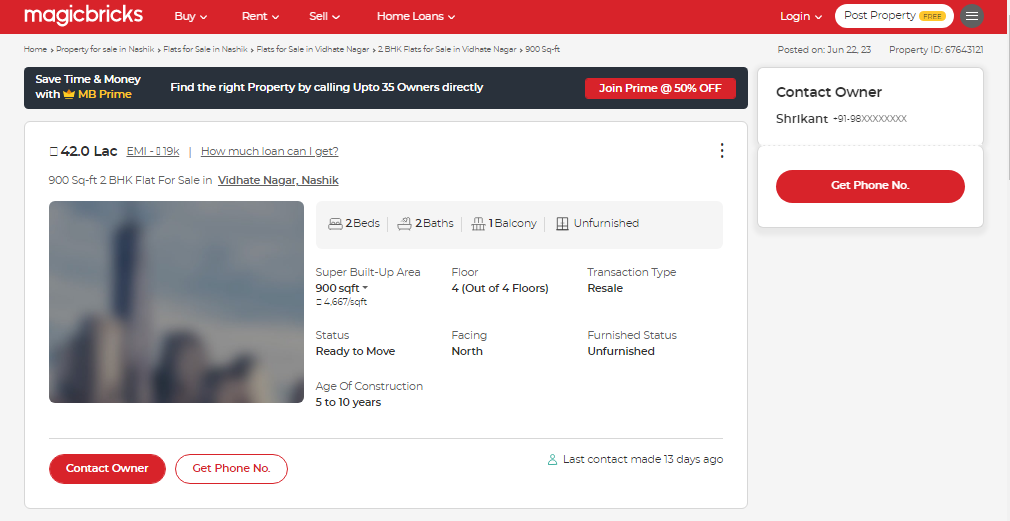 magicbricks
Buy Rent Sell Home Loans Login Post Property FREE
Home > Property for sale in Nashik > Flats for Sale in Nashik > Flats for Sale in Vidhate Nagar > 2 BHK Flats for Sale in Vidhate Nagar > 900 Sq-ft
Posted on: Jun 22, 23 Property ID: 67643121
Save Time & Money
with MB Prime
Find the right Property by calling Upto 35 Owners directly
Join Prime @ 50% OFF
Contact Owner
Shrikant +91-98XXXXXXXX
Get Phone No.
42.0 Lac EMI - 19k | How much loan can I get?
900 Sq-ft 2 BHK Flat For Sale in Vidhate Nagar, Nashik
2 Beds 2 Baths 1 Balcony Unfurnished
Super Built-Up Area Floor Transaction Type
900 sqft 4 (Out of 4 Floors) Resale
4,667/sqft
Status Facing Furnished Status
Ready to Move North Unfurnished
Age Of Construction
5 to 10 years
Contact Owner Get Phone No. Last contact made 13 days ago